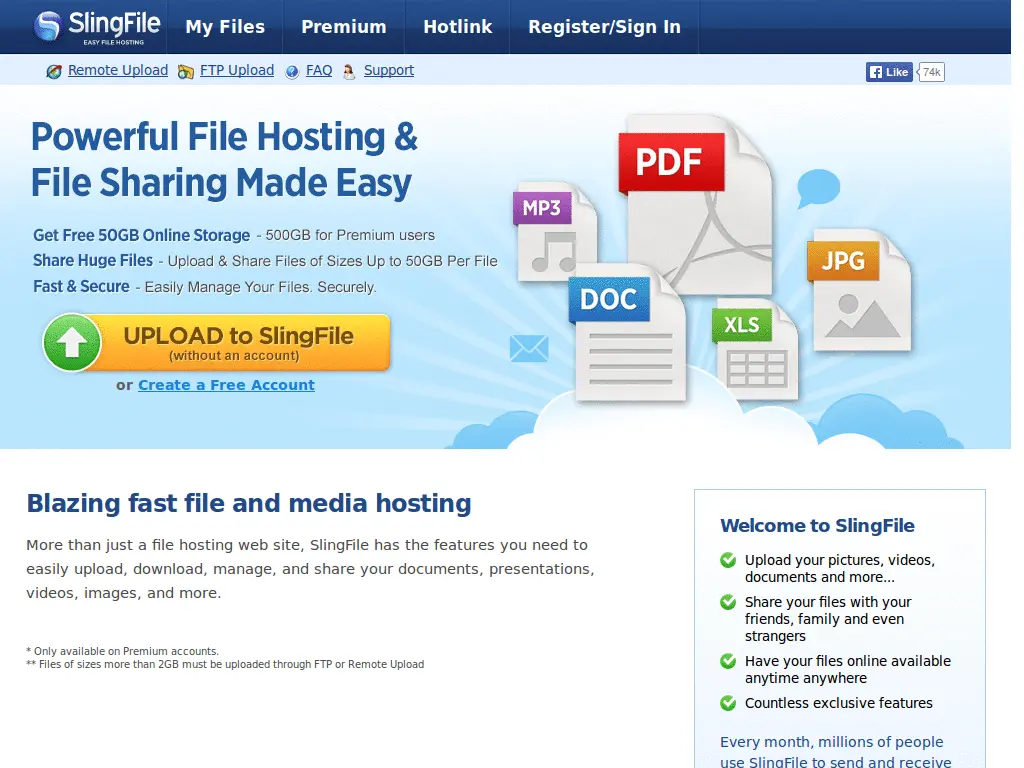 SlingFile
EASY FILE HOSTING
My Files
Premium
Hotlink
Register/Sign In
Remote Upload
FTP Upload
FAQ
Support
Like
74k
Powerful File Hosting &
File Sharing Made Easy
Get Free 50GB Online Storage - 500GB for Premium users
Share Huge Files - Upload & Share Files of Sizes Up to 50GB Per File
Fast & Secure - Easily Manage Your Files. Securely.
UPLOAD to SlingFile
(without an account)
or Create a Free Account
PDF
MP3
JPG
DOC
XLS
Blazing fast file and media hosting
More than just a file hosting web site, SlingFile has the features you need to
easily upload, download, manage, and share your documents, presentations,
videos, images, and more.
* Only available on Premium accounts.
** Files of sizes more than 2GB must be uploaded through FTP or Remote Upload
Welcome to SlingFile
Upload your pictures, videos,
documents and more...
Share your files with your
friends, family and even
strangers
Have your files online available
anytime anywhere
Countless exclusive features
Every month, millions of people
use SlingFile to send and receive